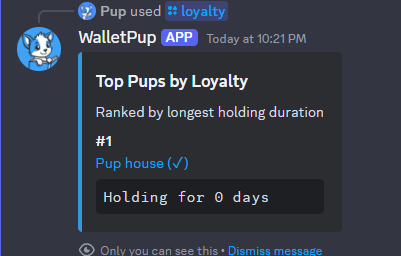 Pup used loyalty
WalletPup APP Today at 10:21 PM
Top Pups by Loyalty
Ranked by longest holding duration
#1
Pup house (✓)
Holding for 0 days
Only you can see this • Dismiss message